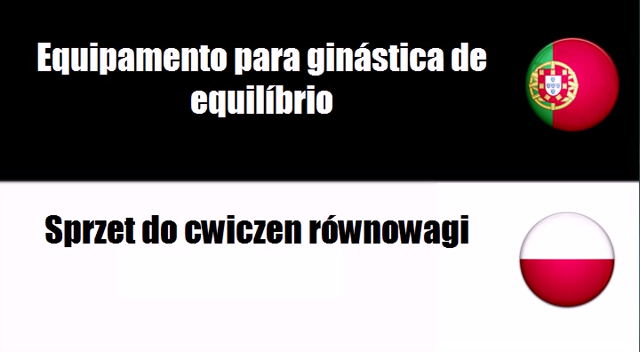 Equipamento para ginástica de
equilíbrio
Sprzet do cwiczen równowagi